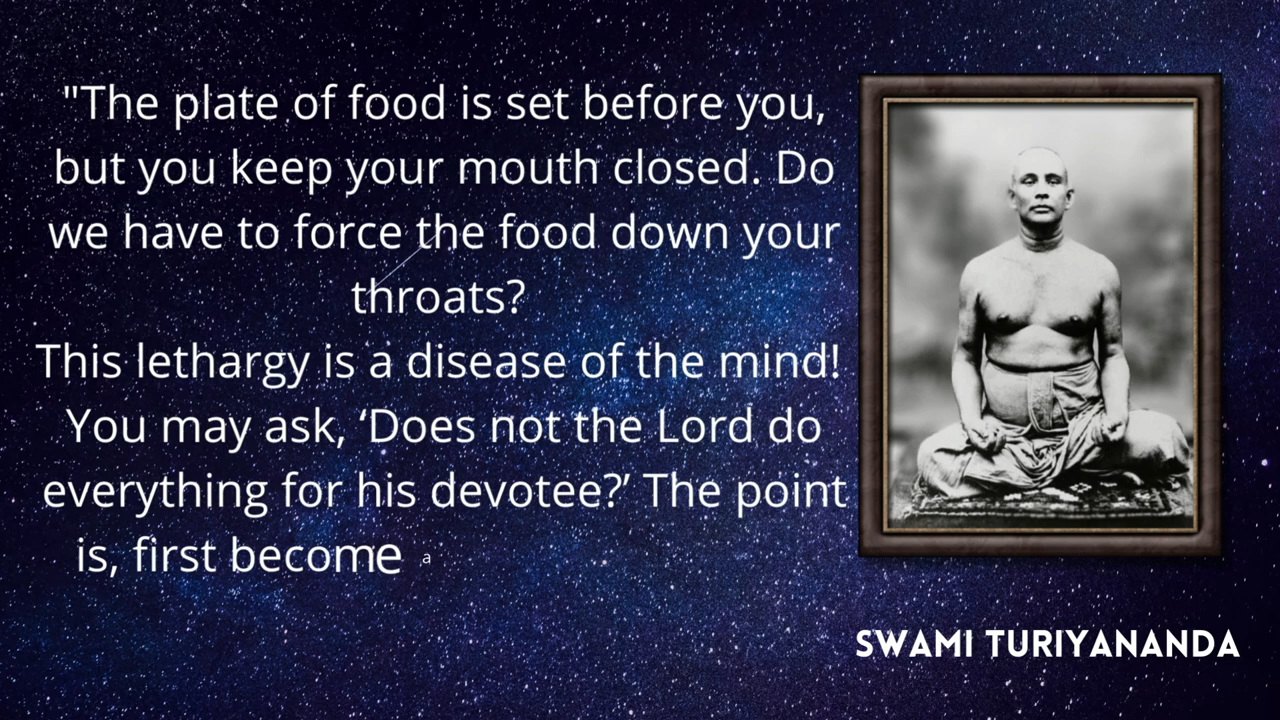 "The plate of food is set before you,
but you keep your mouth closed. Do
we have to force the food down your
throats?
This lethargy is a disease of the mind!
You may ask, ‘Does not the Lord do
everything for his devotee?’ The point
is, first become a
SWAMI TURIYANANDA